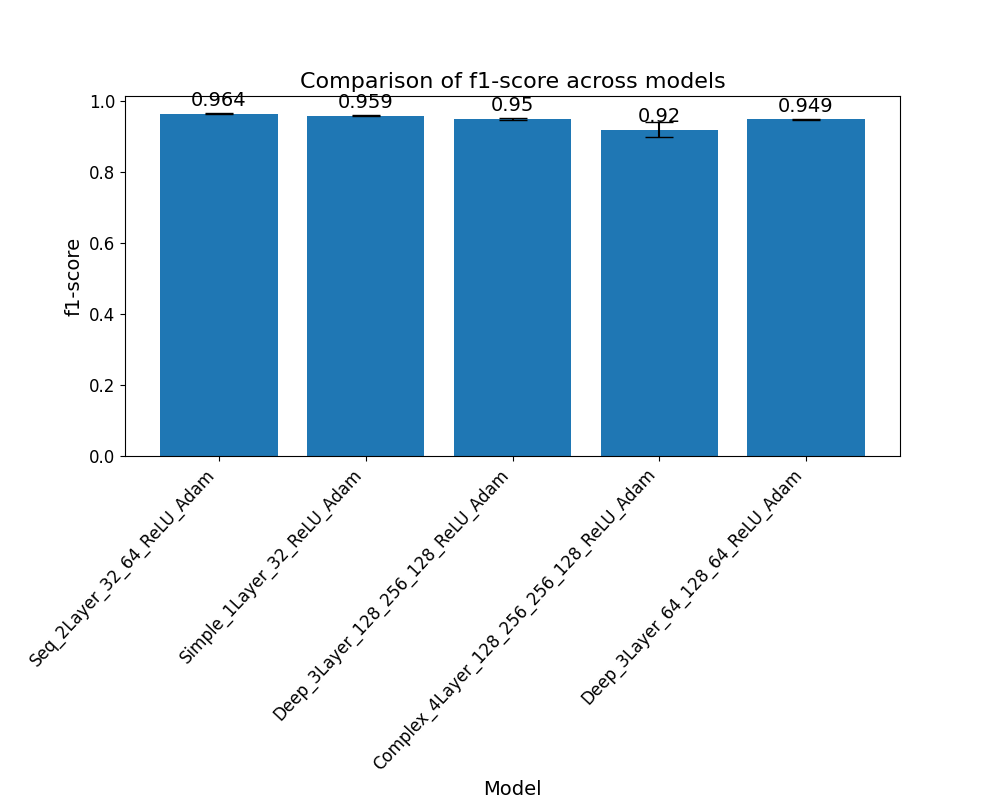 Comparison of f1-score across models
0.964
0.959
0.95
0.92
0.949
f1-score
1.0
0.8
0.6
0.4
0.2
0.0
Seq_2Layer_32_64_ReLU_Adam
Simple_1Layer_32_ReLU_Adam
Deep_3Layer_128_256_128_ReLU_Adam
Complex_4Layer_128_256_256_128_ReLU_Adam
Deep_3Layer_64_128_64_ReLU_Adam
Model